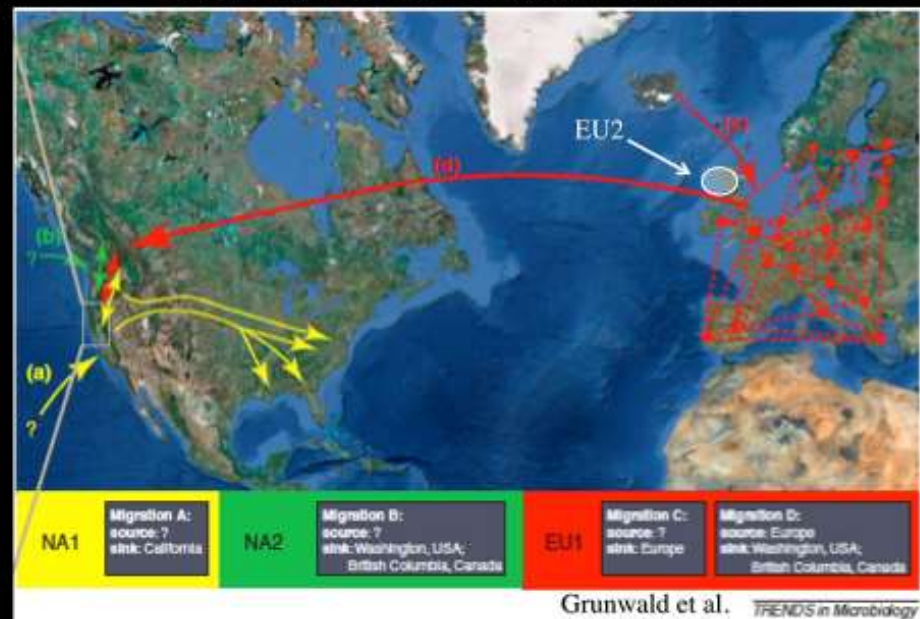 EU2
(c)
(d)
(b)
?
(a)
?
NA1
Migration A:
source: ?
sink: California
NA2
Migration B:
source: ?
sink: Washington, USA;
British Columbia, Canada
EU1
Migration C:
source: ?
sink: Europe
Migration D:
source: Europe
sink: Washington, USA;
British Columbia, Canada
Grunwald et al. TRENDS in Microbiology